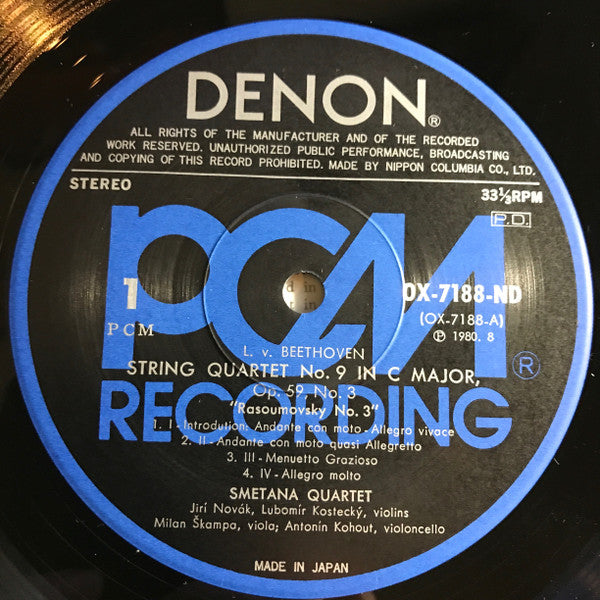 DENON®
ALL RIGHTS OF THE MANUFACTURER AND OF THE RECORDED
WORK RESERVED. UNAUTHORIZED PUBLIC PERFORMANCE, BROADCASTING
AND COPYING OF THIS RECORD PROHIBITED. MADE BY NIPPON COLUMBIA CO., LTD.
STEREO
33⅓RPM
P.D.
PCM
1
PCM
OX-7188-ND
(OX-7188-A)
℗ 1980. 8
L. v. BEETHOVEN
STRING QUARTET No. 9 IN C MAJOR,
Op. 59, No. 3
"Rasoumovsky No. 3"
RECORDING®
1. I-Introdution: Andante con moto-Allegro vivace
2. II-Andante con moto quasi Allegretto
3. III-Menuetto Grazioso
4. IV-Allegro molto
SMETANA QUARTET
Jirí Novák, Lubomír Kostecký, violins
Milan Škampa, viola; Antonín Kohout, violoncello
MADE IN JAPAN